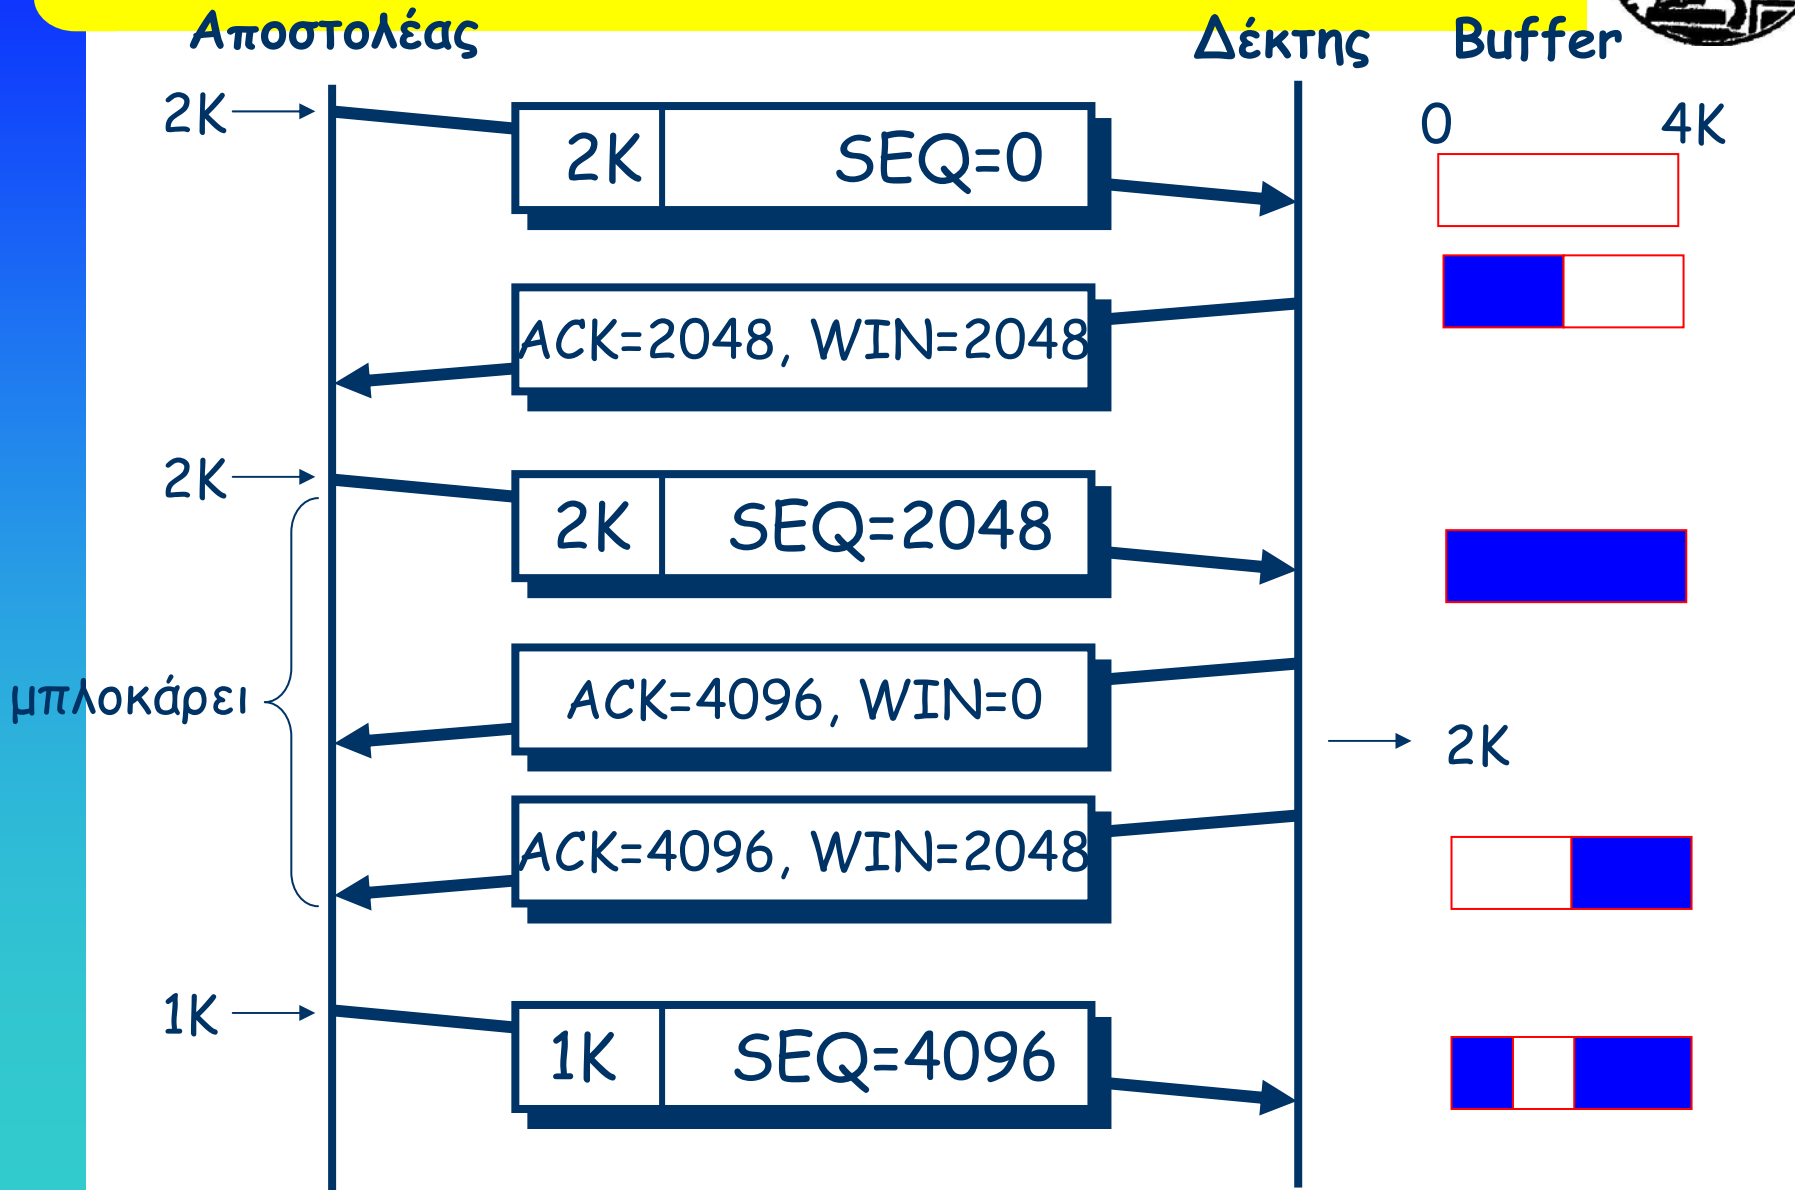 Αποστολέας Δέκτης Buffer
2K 2K SEQ=0 0 4K
ACK=2048, WIN=2048
2K 2K SEQ=2048
μπλοκάρει ACK=4096, WIN=0
2K
ACK=4096, WIN=2048
1K 1K SEQ=4096